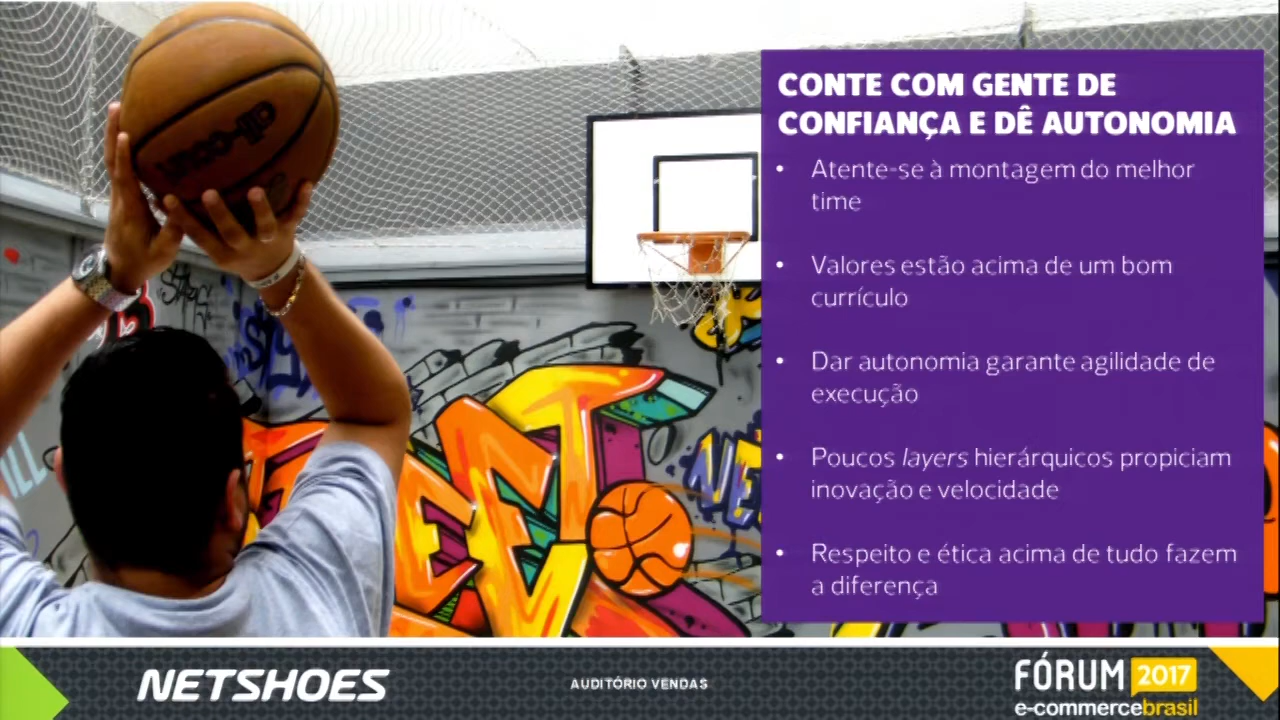 CONTE COM GENTE DE
CONFIANÇA E DÊ AUTONOMIA
• Atente-se à montagem do melhor
time
• Valores estão acima de um bom
currículo
• Dar autonomia garante agilidade de
execução
• Poucos layers hierárquicos propiciam
inovação e velocidade
• Respeito e ética acima de tudo fazem
a diferença
NETSHOES
AUDITÓRIO VENDAS
FÓRUM 2017
e-commercebrasil